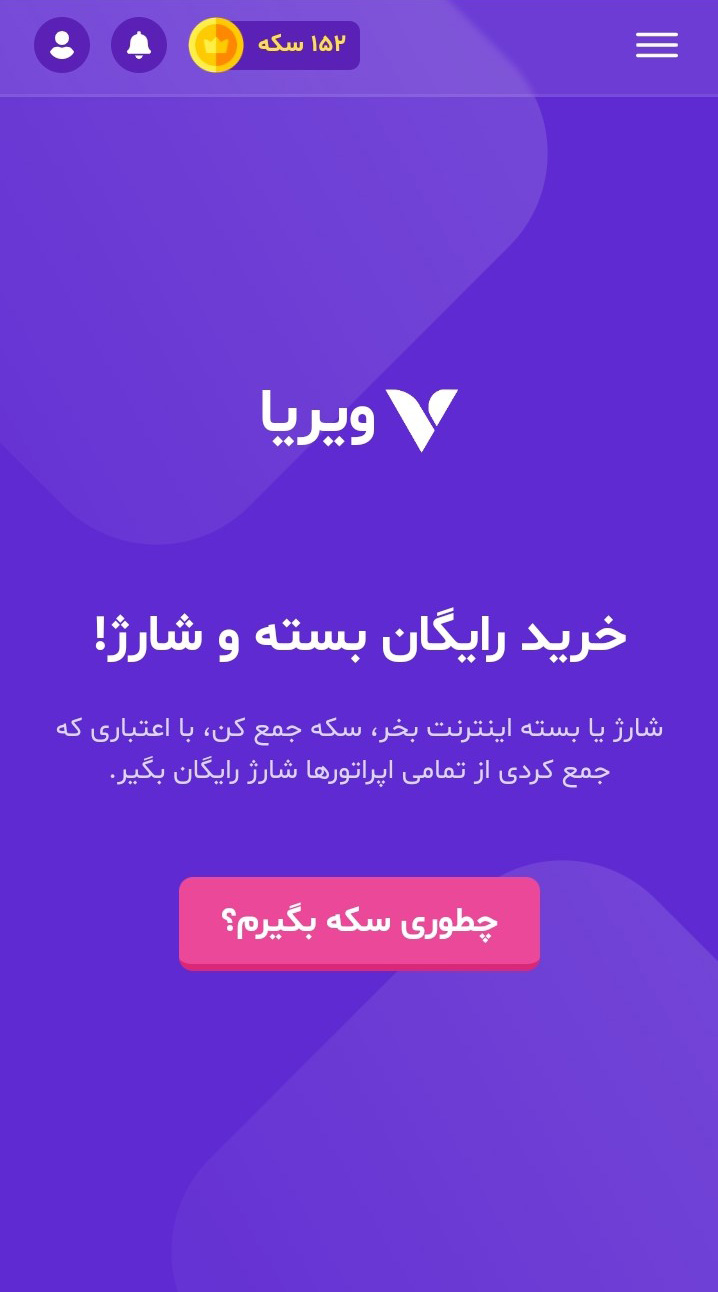 ۱۵۲ سکه
ویریا
خرید رایگان بسته و شارژ!
شارژ یا بسته اینترنت بخر، سکه جمع کن، با اعتباری که
جمع کردی از تمامی اپراتورها شارژ رایگان بگیر.
چطوری سکه بگیرم؟